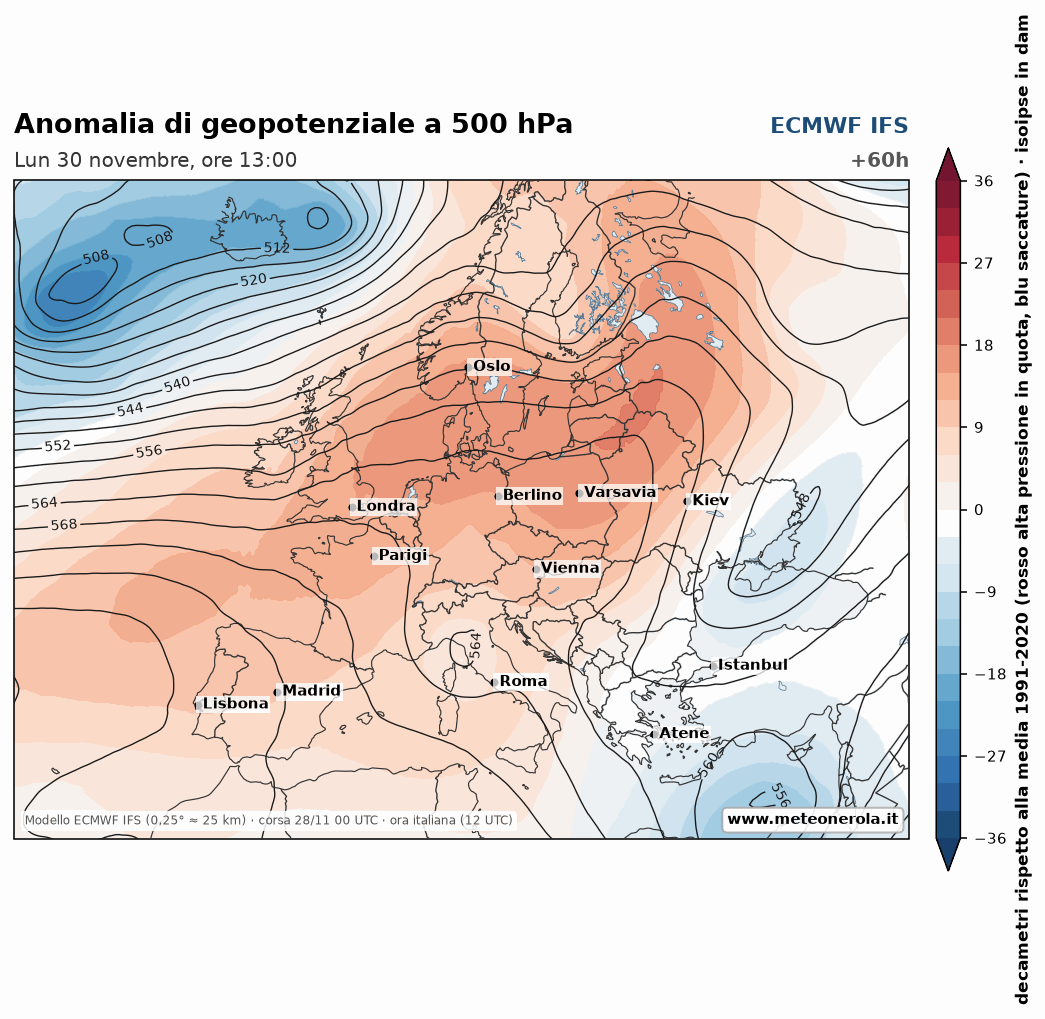 Anomalia di geopotenziale a 500 hPa
ECMWF IFS
Lun 30 novembre, ore 13:00
+60h
508
508
512
520
540
544
552
556
564
568
564
548
560
556
Oslo
Londra
Berlino
Varsavia
Kiev
Parigi
Vienna
Istanbul
Roma
Madrid
Lisbona
Atene
Modello ECMWF IFS (0,25° ≈ 25 km) · corsa 28/11 00 UTC · ora italiana (12 UTC)
www.meteonerola.it
36
27
18
9
0
−9
−18
−27
−36
decametri rispetto alla media 1991-2020 (rosso alta pressione in quota, blu saccature) · isoipse in dam